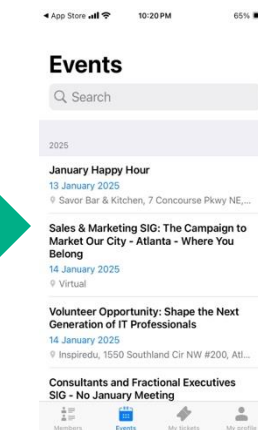 ◀ App Store
10:20 PM
65%
Events
Search
2025
January Happy Hour
13 January 2025
Savor Bar & Kitchen, 7 Concourse Pkwy NE,...
Sales & Marketing SIG: The Campaign to
Market Our City - Atlanta - Where You
Belong
14 January 2025
Virtual
Volunteer Opportunity: Shape the Next
Generation of IT Professionals
14 January 2025
Inspiredu, 1550 Southland Cir NW #200, Atl...
Consultants and Fractional Executives
SIG - No January Meeting
Members
Events
My tickets
My profile